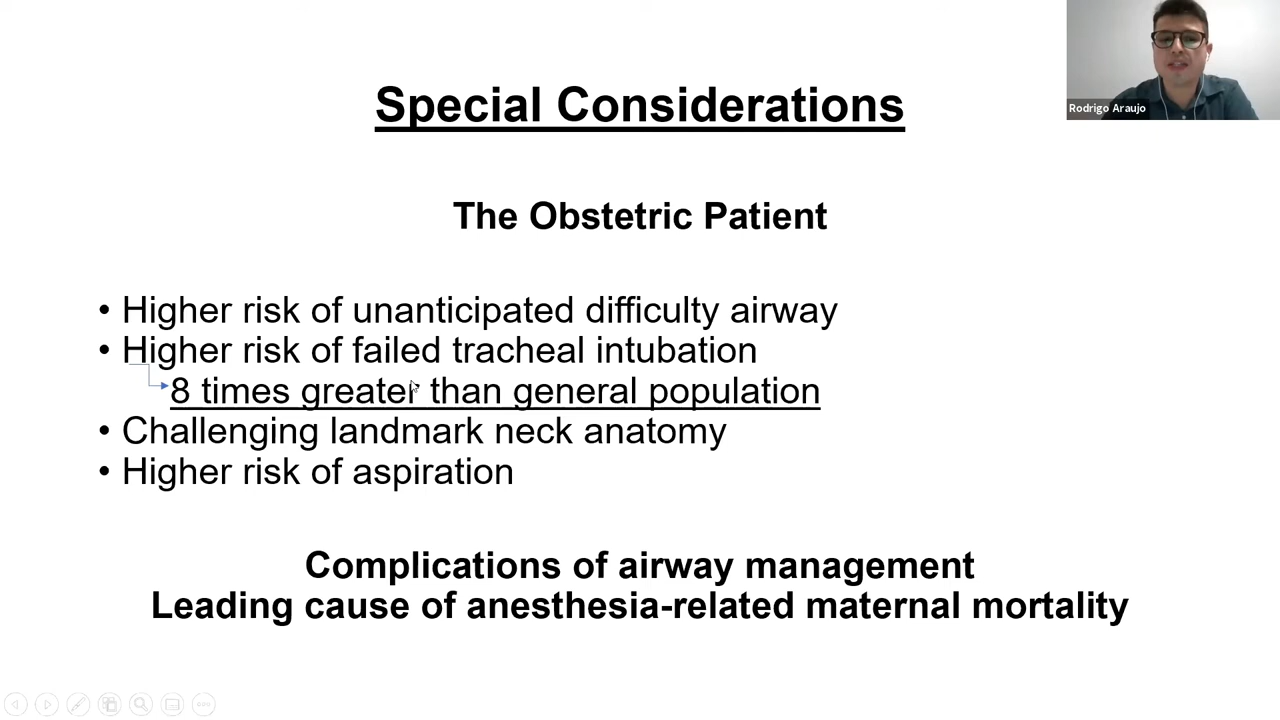 Special Considerations
Rodrigo Araujo
The Obstetric Patient
• Higher risk of unanticipated difficulty airway
• Higher risk of failed tracheal intubation
8 times greater than general population
• Challenging landmark neck anatomy
• Higher risk of aspiration
Complications of airway management
Leading cause of anesthesia-related maternal mortality